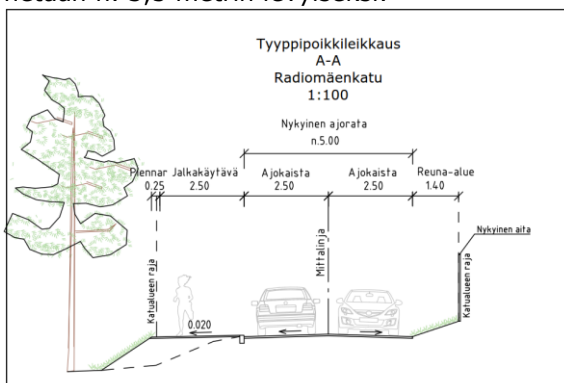 Tyyppipoikkileikkaus
A-A
Radiomäenkatu
1:100
Nykyinen ajorata
n.5.00
Piennar Jalkakäytävä Ajokaista Ajokaista Reuna-alue
0.25 2.50 2.50 2.50 1.40
Nykyinen aita
Katualueen raja
Mittalinja
Katualueen raja
0.020